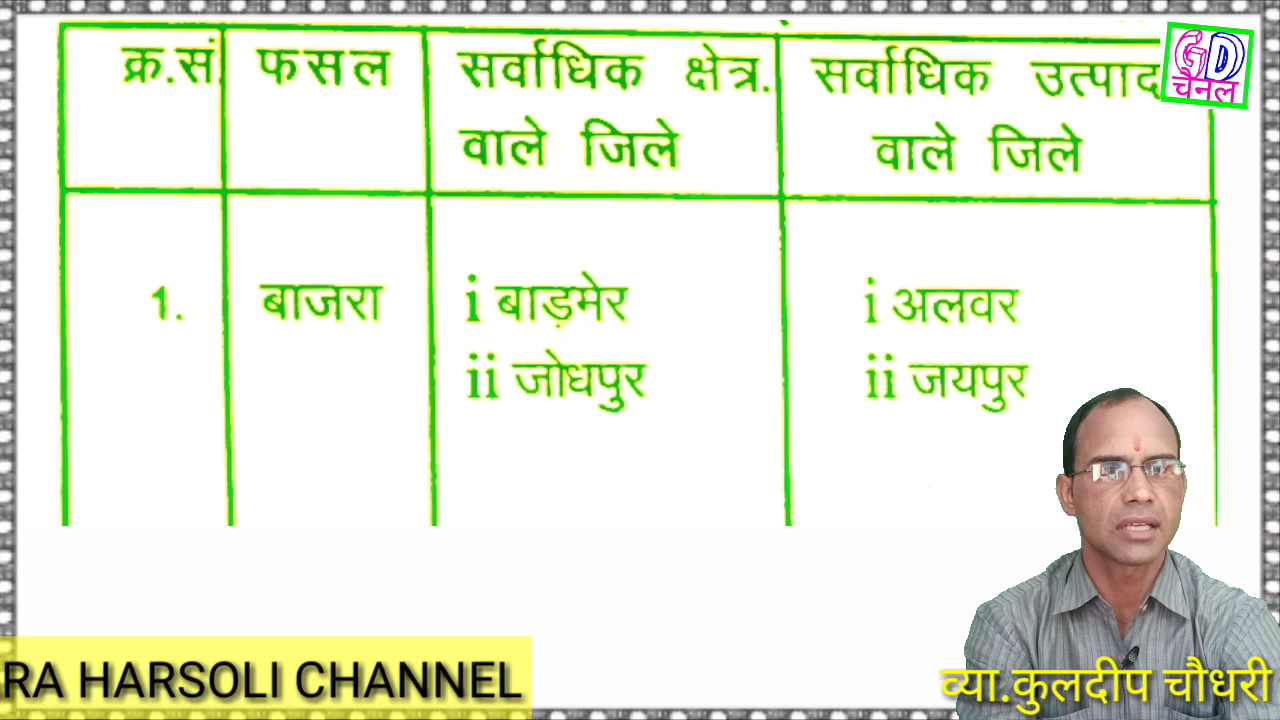 क्र.सं. फसल सर्वाधिक क्षेत्र. सर्वाधिक उत्पाद
वाले जिले वाले जिले
GD
चैनल
1. बाजरा i बाड़मेर i अलवर
ii जोधपुर ii जयपुर
RA HARSOLI CHANNEL
व्या.कुलदीप चौधरी